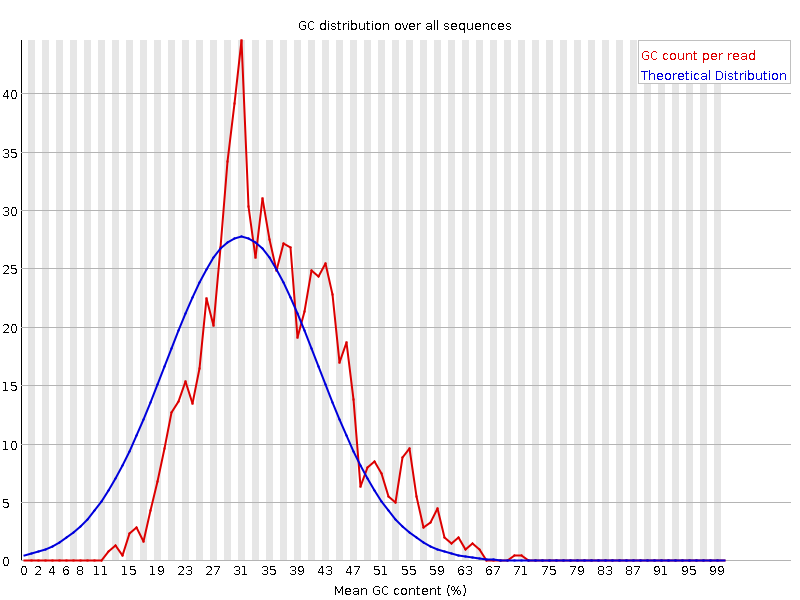 GC distribution over all sequences
GC count per read
Theoretical Distribution
40
35
30
25
20
15
10
5
0
0 2 4 6 8 11 15 19 23 27 31 35 39 43 47 51 55 59 63 67 71 75 79 83 87 91 95 99
Mean GC content (%)